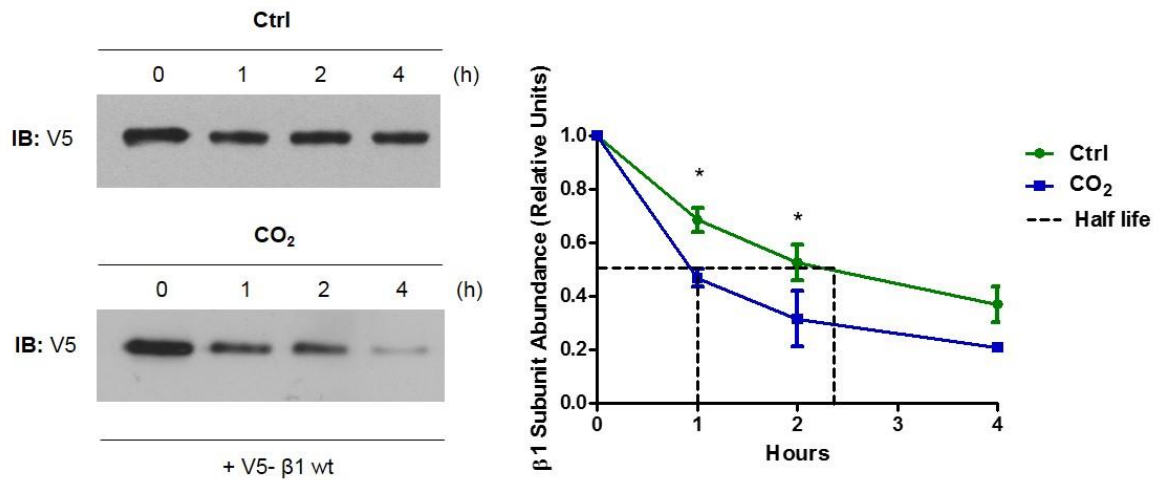 Ctrl
0 1 2 4 (h)
IB: V5
CO₂
0 1 2 4 (h)
IB: V5
+ V5- β1 wt
β1 Subunit Abundance (Relative Units)
1.0
0.8
0.6
0.4
0.2
0.0
*
*
0 1 2 3 4
Hours
Ctrl
CO₂
Half life